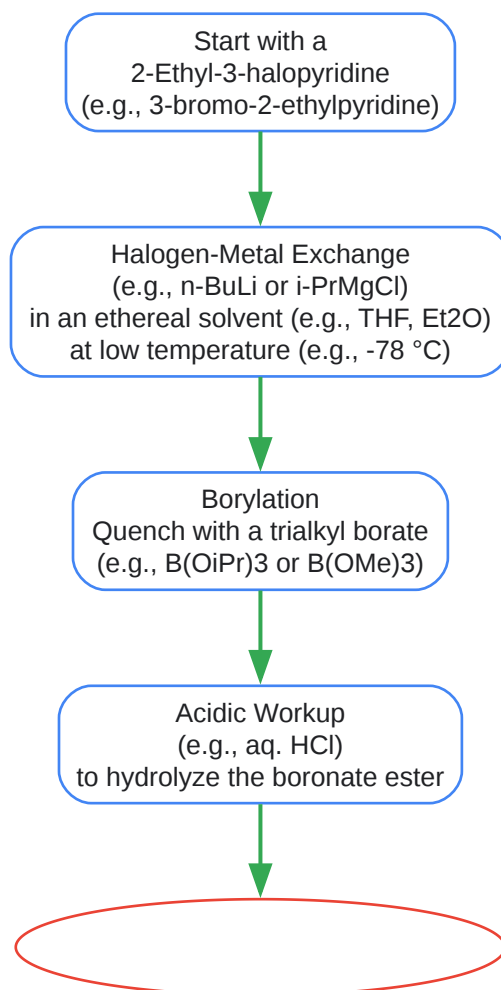 Start with a
2-Ethyl-3-halopyridine
(e.g., 3-bromo-2-ethylpyridine)
Halogen-Metal Exchange
(e.g., n-BuLi or i-PrMgCl)
in an ethereal solvent (e.g., THF, Et2O)
at low temperature (e.g., -78 °C)
Borylation
Quench with a trialkyl borate
(e.g., B(OiPr)3 or B(OMe)3)
Acidic Workup
(e.g., aq. HCl)
to hydrolyze the boronate ester